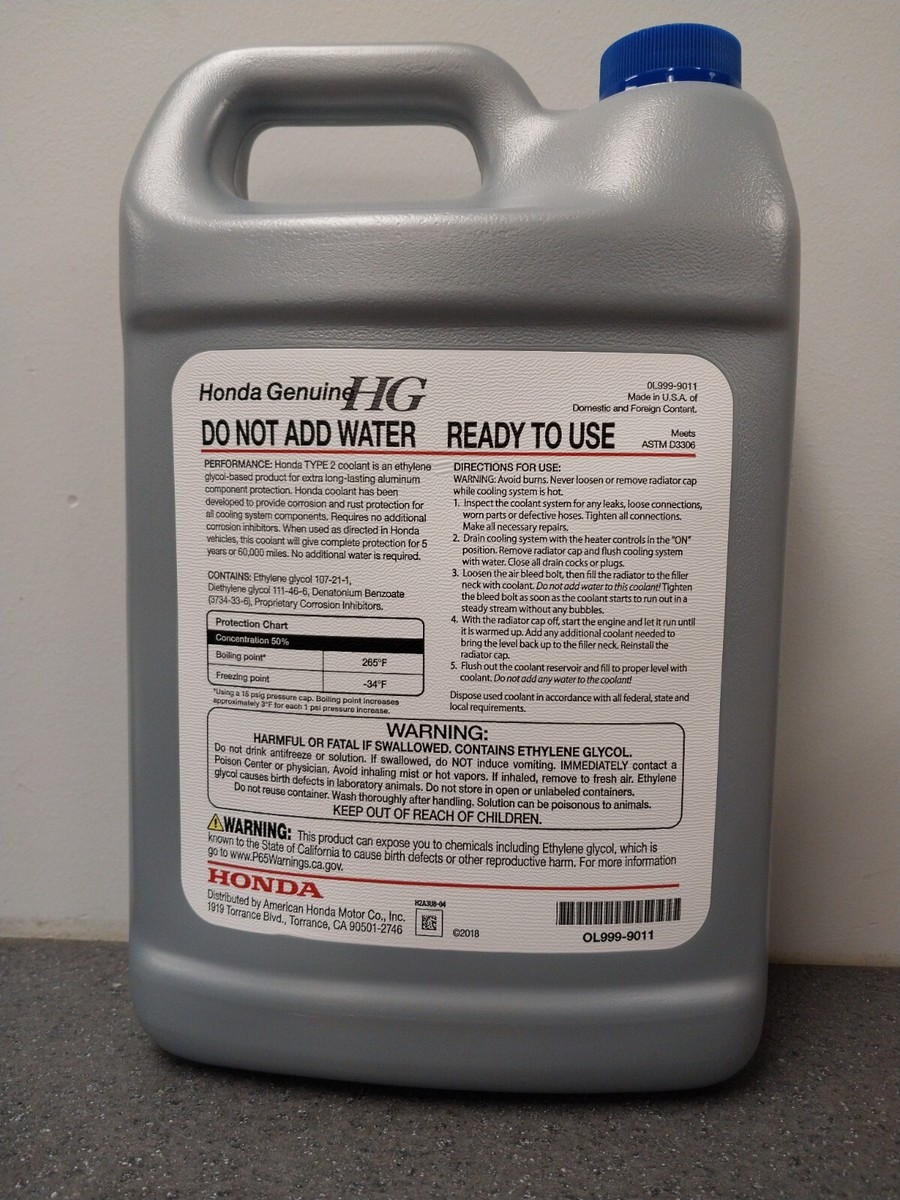 Honda Genuine HG
0L999-9011
Made in U.S.A. of
Domestic and Foreign Content.
DO NOT ADD WATER READY TO USE
Meets
ASTM D3306
PERFORMANCE: Honda TYPE 2 coolant is an ethylene
glycol-based product for extra long-lasting aluminum
component protection. Honda coolant has been
developed to provide corrosion and rust protection for
all cooling system components. Requires no additional
corrosion inhibitors. When used as directed in Honda
vehicles, this coolant will give complete protection for 5
years or 60,000 miles. No additional water is required.
CONTAINS: Ethylene glycol 107-21-1,
Diethylene glycol 111-46-6, Denatonium Benzoate
(3734-33-6), Proprietary Corrosion Inhibitors.
Protection Chart
Concentration 50%
Boiling point* 265°F
Freezing point -34°F
*Using a 15 psig pressure cap. Boiling point increases
approximately 3°F for each 1 psi pressure increase.
DIRECTIONS FOR USE:
WARNING: Avoid burns. Never loosen or remove radiator cap
while cooling system is hot.
1. Inspect the coolant system for any leaks, loose connections,
worn parts or defective hoses. Tighten all connections.
Make all necessary repairs.
2. Drain cooling system with the heater controls in the "ON"
position. Remove radiator cap and flush cooling system
with water. Close all drain cocks or plugs.
3. Loosen the air bleed bolt, then fill the radiator to the filler
neck with coolant. Do not add water to this coolant! Tighten
the bleed bolt as soon as the coolant starts to run out in a
steady stream without any bubbles.
4. With the radiator cap off, start the engine and let it run until
it is warmed up. Add any additional coolant needed to
bring the level back up to the filler neck. Reinstall the
radiator cap.
5. Flush out the coolant reservoir and fill to proper level with
coolant. Do not add any water to the coolant!
Dispose used coolant in accordance with all federal, state and
local requirements.
WARNING:
HARMFUL OR FATAL IF SWALLOWED. CONTAINS ETHYLENE GLYCOL.
Do not drink antifreeze or solution. If swallowed, do NOT induce vomiting. IMMEDIATELY contact a
Poison Center or physician. Avoid inhaling mist or hot vapors. If inhaled, remove to fresh air. Ethylene
glycol causes birth defects in laboratory animals. Do not store in open or unlabeled containers.
Do not reuse container. Wash thoroughly after handling. Solution can be poisonous to animals.
KEEP OUT OF REACH OF CHILDREN.
WARNING: This product can expose you to chemicals including Ethylene glycol, which is
known to the State of California to cause birth defects or other reproductive harm. For more information
go to www.P65Warnings.ca.gov.
HONDA
Distributed by American Honda Motor Co., Inc.
1919 Torrance Blvd., Torrance, CA 90501-2746
H2A3U8-04
©2018
OL999-9011